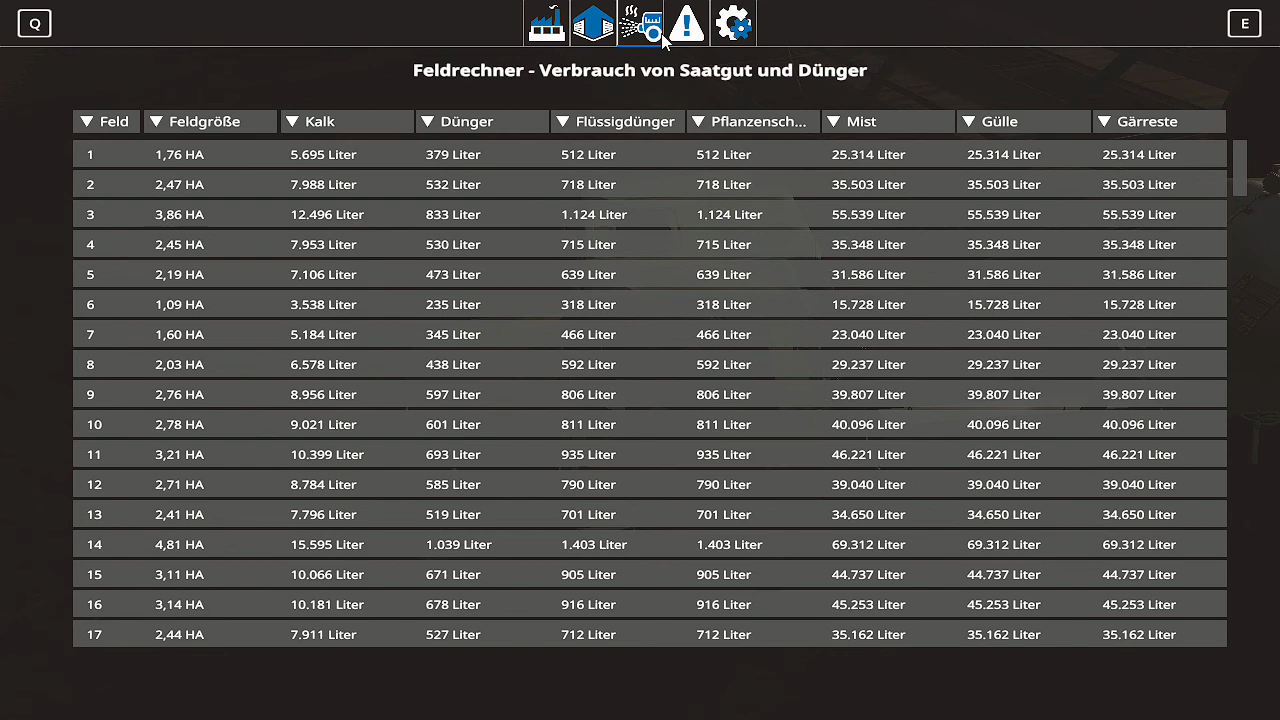 Q E
Feldrechner - Verbrauch von Saatgut und Dünger
Feld Feldgröße Kalk Dünger Flüssigdünger Pflanzensch... Mist Gülle Gärreste
1 1,76 HA 5.695 Liter 379 Liter 512 Liter 512 Liter 25.314 Liter 25.314 Liter 25.314 Liter
2 2,47 HA 7.988 Liter 532 Liter 718 Liter 718 Liter 35.503 Liter 35.503 Liter 35.503 Liter
3 3,86 HA 12.496 Liter 833 Liter 1.124 Liter 1.124 Liter 55.539 Liter 55.539 Liter 55.539 Liter
4 2,45 HA 7.953 Liter 530 Liter 715 Liter 715 Liter 35.348 Liter 35.348 Liter 35.348 Liter
5 2,19 HA 7.106 Liter 473 Liter 639 Liter 639 Liter 31.586 Liter 31.586 Liter 31.586 Liter
6 1,09 HA 3.538 Liter 235 Liter 318 Liter 318 Liter 15.728 Liter 15.728 Liter 15.728 Liter
7 1,60 HA 5.184 Liter 345 Liter 466 Liter 466 Liter 23.040 Liter 23.040 Liter 23.040 Liter
8 2,03 HA 6.578 Liter 438 Liter 592 Liter 592 Liter 29.237 Liter 29.237 Liter 29.237 Liter
9 2,76 HA 8.956 Liter 597 Liter 806 Liter 806 Liter 39.807 Liter 39.807 Liter 39.807 Liter
10 2,78 HA 9.021 Liter 601 Liter 811 Liter 811 Liter 40.096 Liter 40.096 Liter 40.096 Liter
11 3,21 HA 10.399 Liter 693 Liter 935 Liter 935 Liter 46.221 Liter 46.221 Liter 46.221 Liter
12 2,71 HA 8.784 Liter 585 Liter 790 Liter 790 Liter 39.040 Liter 39.040 Liter 39.040 Liter
13 2,41 HA 7.796 Liter 519 Liter 701 Liter 701 Liter 34.650 Liter 34.650 Liter 34.650 Liter
14 4,81 HA 15.595 Liter 1.039 Liter 1.403 Liter 1.403 Liter 69.312 Liter 69.312 Liter 69.312 Liter
15 3,11 HA 10.066 Liter 671 Liter 905 Liter 905 Liter 44.737 Liter 44.737 Liter 44.737 Liter
16 3,14 HA 10.181 Liter 678 Liter 916 Liter 916 Liter 45.253 Liter 45.253 Liter 45.253 Liter
17 2,44 HA 7.911 Liter 527 Liter 712 Liter 712 Liter 35.162 Liter 35.162 Liter 35.162 Liter